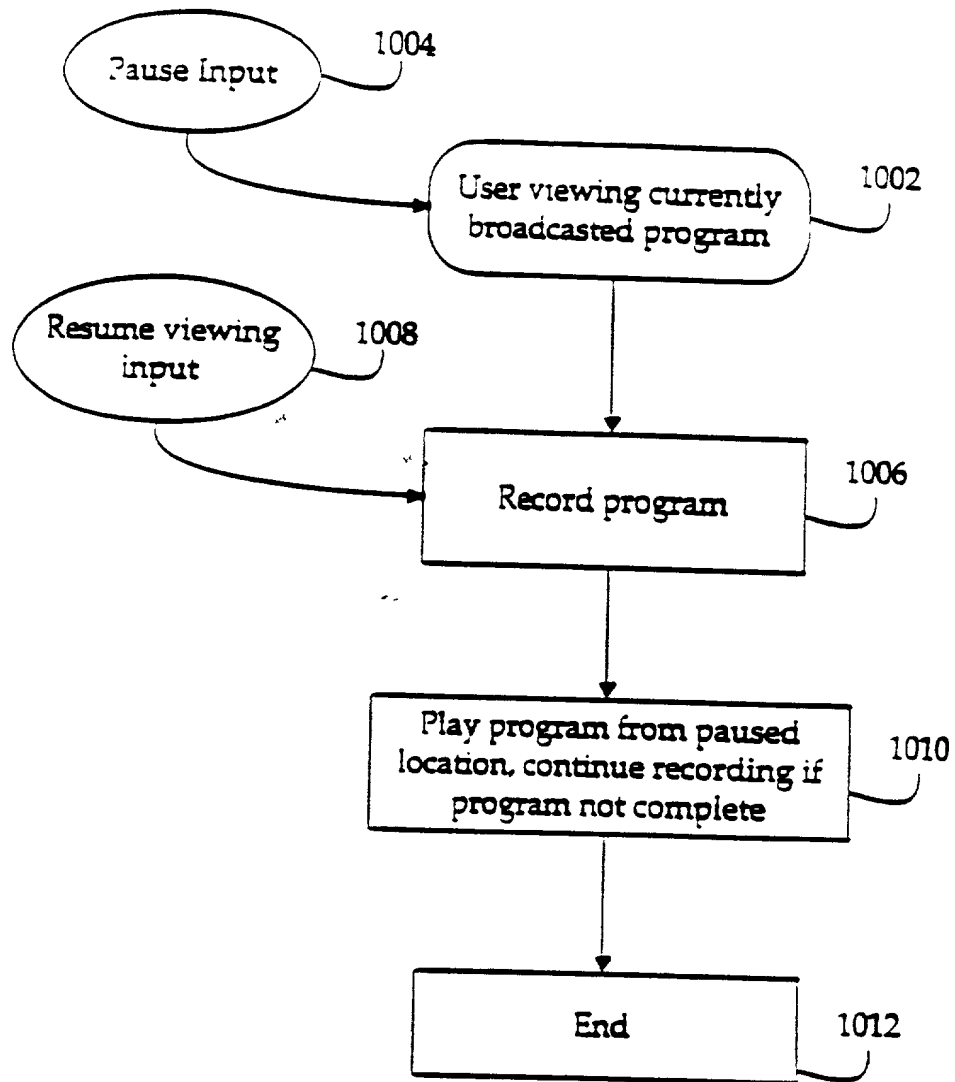 Pause Input
1004
User viewing currently
broadcasted program
1002
Resume viewing
input
1008
Record program
1006
Play program from paused
location, continue recording if
program not complete
1010
End
1012